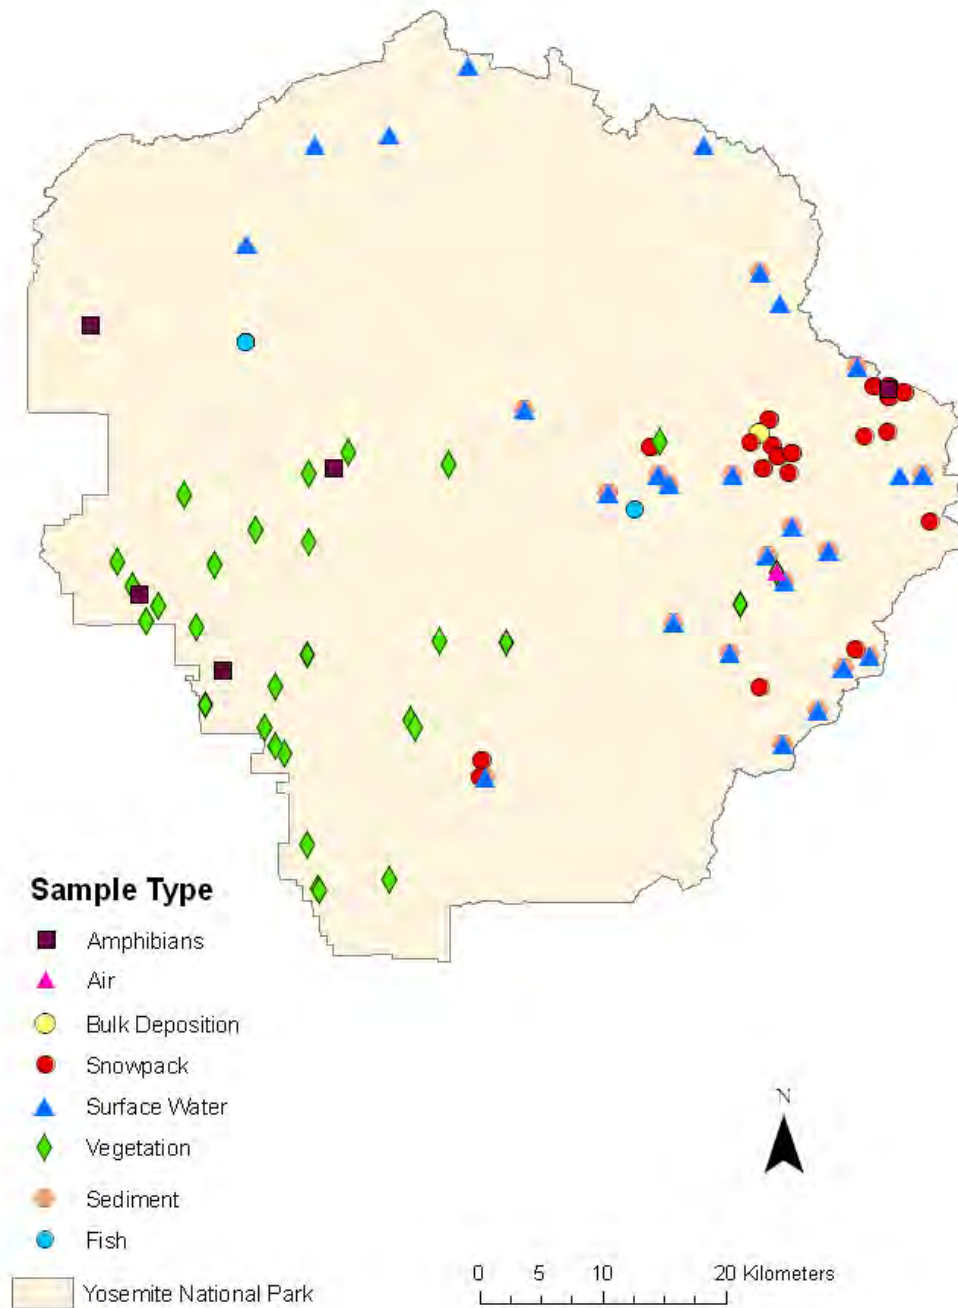 Sample Type
Amphibians
Air
Bulk Deposition
Snowpack
Surface Water
Vegetation
Sediment
Fish
Yosemite National Park
N
0 5 10 20 Kilometers